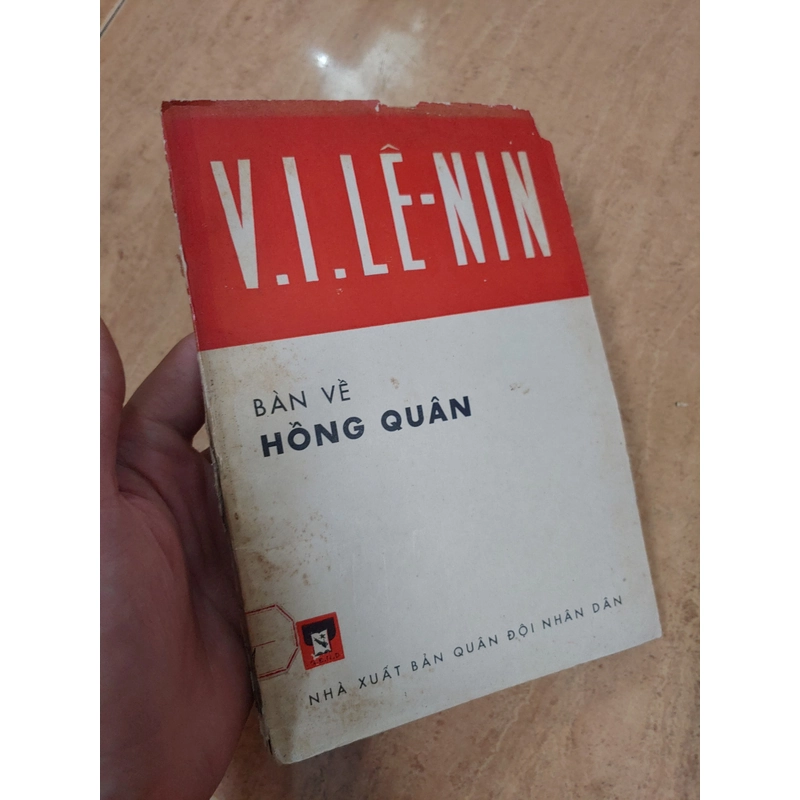 V.I.LÊ-NIN
BÀN VỀ
HỒNG QUÂN
NHÀ XUẤT BẢN QUÂN ĐỘI NHÂN DÂN